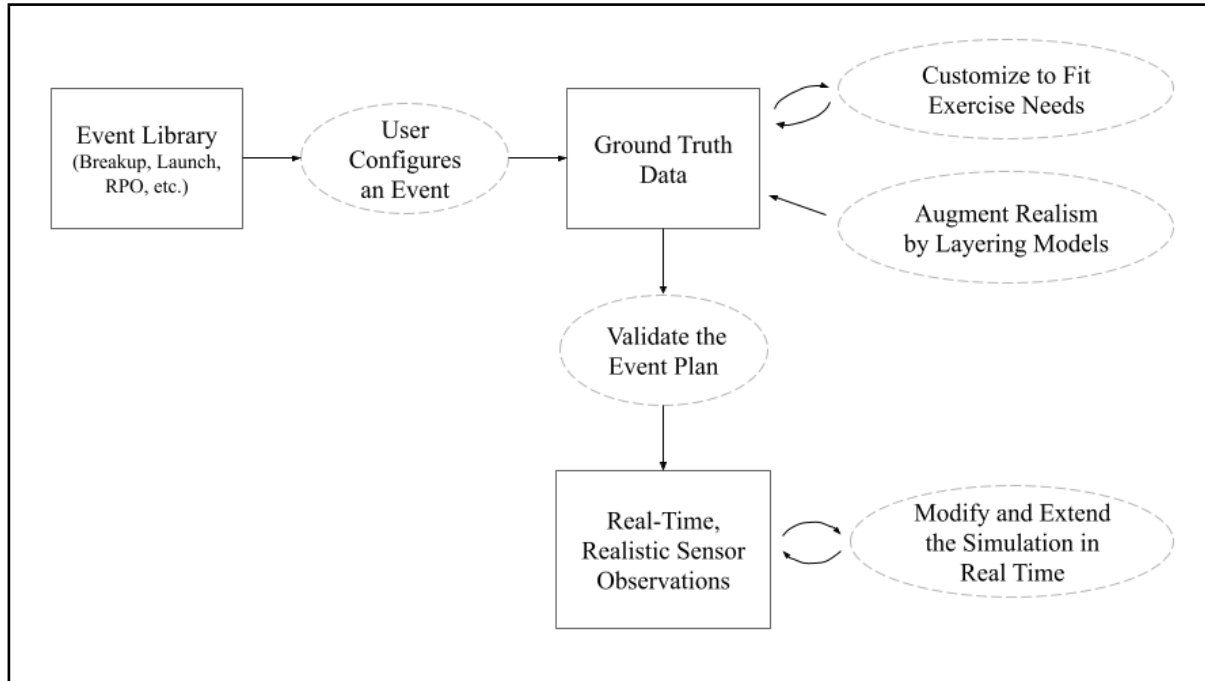 Event Library
(Breakup, Launch,
RPO, etc.)
User
Configures
an Event
Ground Truth
Data
Customize to Fit
Exercise Needs
Augment Realism
by Layering Models
Validate the
Event Plan
Real-Time,
Realistic Sensor
Observations
Modify and Extend
the Simulation in
Real Time